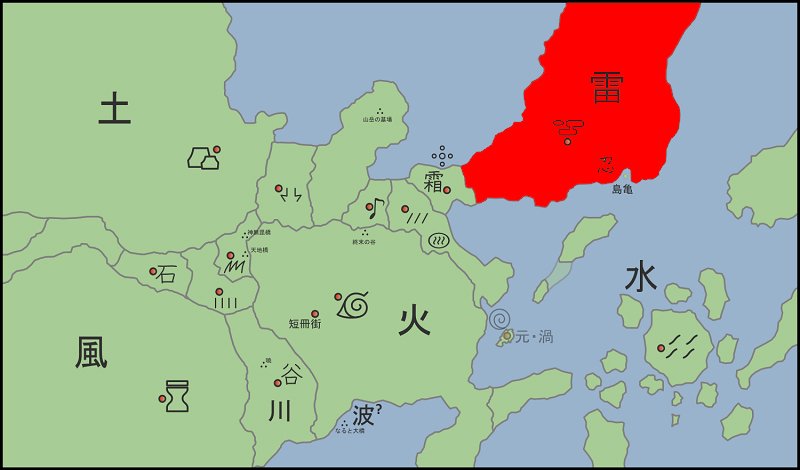 土
雷
山岳の墓場
霜
島亀
神無毘橋
天地橋
終末の谷
石
水
短冊街
火
元・渦
風
暁
谷
川
波?
なると大橋